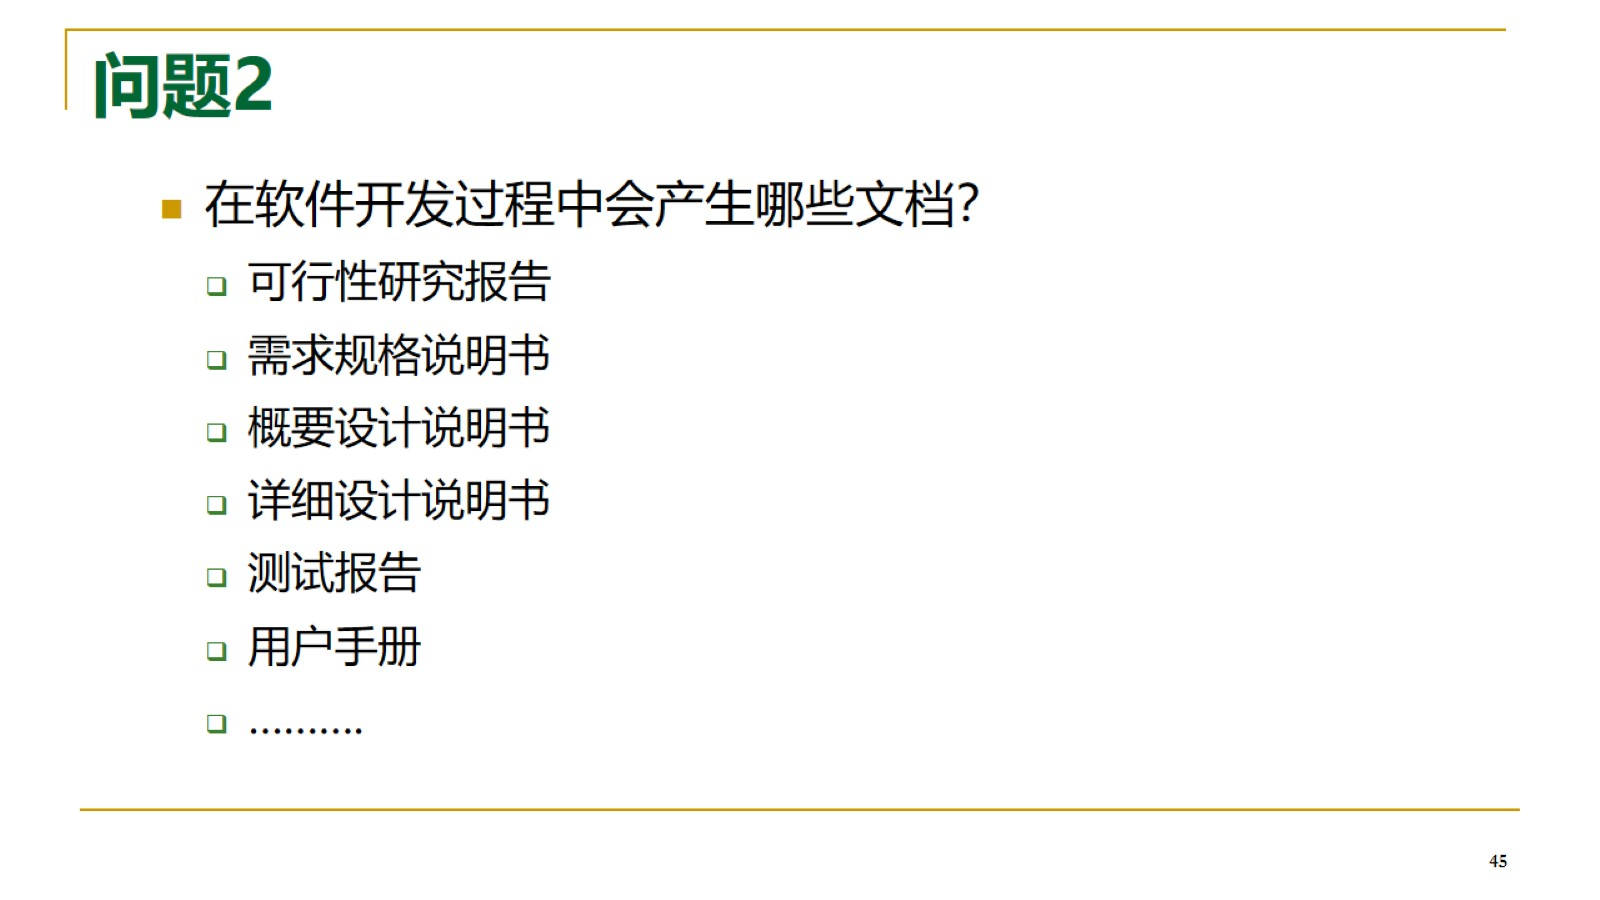 问题2
在软件开发过程中会产生哪些文档？
可行性研究报告
需求规格说明书
概要设计说明书
详细设计说明书
测试报告
用户手册
..........
45